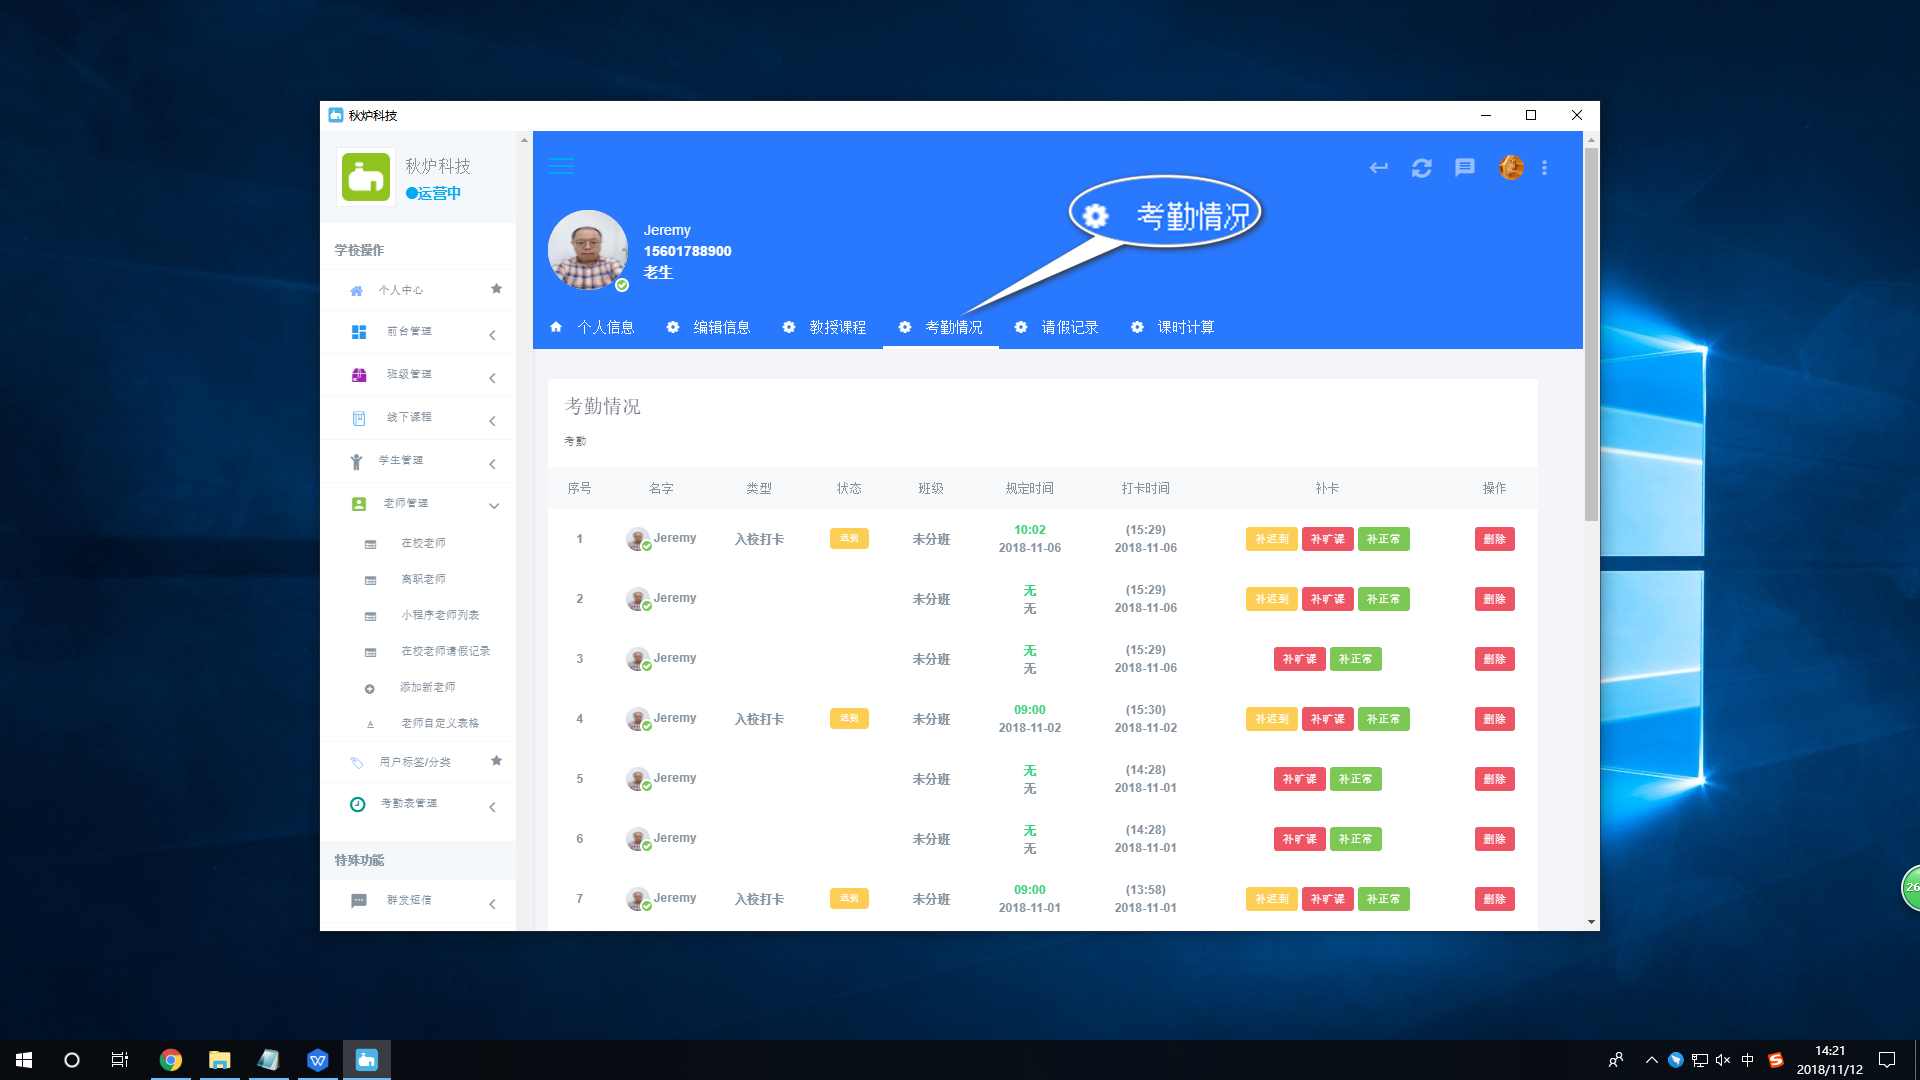 秋炉科技
秋炉科技
运营中
学校操作
个人中心
前台管理
班级管理
线下课程
学生管理
老师管理
在校老师
离职老师
小程序老师列表
在校老师请假记录
添加新老师
老师自定义表格
用户标签/分类
考勤表管理
特殊功能
群发短信
考勤情况
Jeremy
15601788900
老生
个人信息 编辑信息 教授课程 考勤情况 请假记录 课时计算
考勤情况
考勤
序号 名字 类型 状态 班级 规定时间 打卡时间 补卡 操作
1 Jeremy 入校打卡 迟到 未分班 10:02 2018-11-06 (15:29) 2018-11-06 补迟到 补旷课 补正常 删除
2 Jeremy 未分班 无 无 (15:29) 2018-11-06 补迟到 补旷课 补正常 删除
3 Jeremy 未分班 无 无 (15:29) 2018-11-06 补旷课 补正常 删除
4 Jeremy 入校打卡 迟到 未分班 09:00 2018-11-02 (15:30) 2018-11-02 补迟到 补旷课 补正常 删除
5 Jeremy 未分班 无 无 (14:28) 2018-11-01 补旷课 补正常 删除
6 Jeremy 未分班 无 无 (14:28) 2018-11-01 补旷课 补正常 删除
7 Jeremy 入校打卡 迟到 未分班 09:00 2018-11-01 (13:58) 2018-11-01 补迟到 补旷课 补正常 删除
26
中
14:21
2018/11/12